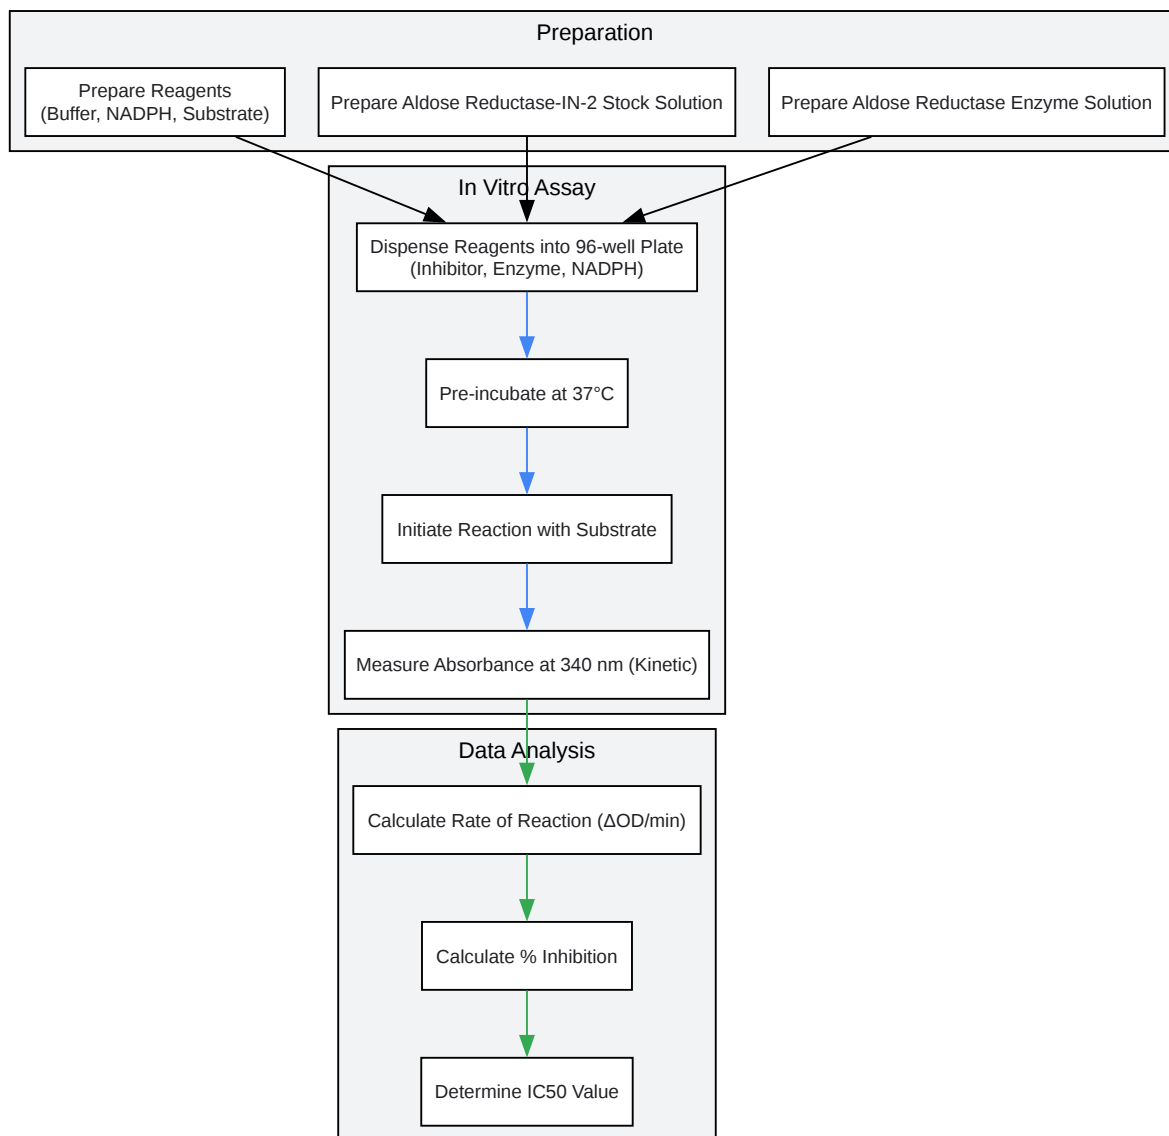 Preparation
Prepare Reagents
(Buffer, NADPH, Substrate)
Prepare Aldose Reductase-IN-2 Stock Solution
Prepare Aldose Reductase Enzyme Solution
In Vitro Assay
Dispense Reagents into 96-well Plate
(Inhibitor, Enzyme, NADPH)
Pre-incubate at 37°C
Initiate Reaction with Substrate
Measure Absorbance at 340 nm (Kinetic)
Data Analysis
Calculate Rate of Reaction (ΔOD/min)
Calculate % Inhibition
Determine IC50 Value